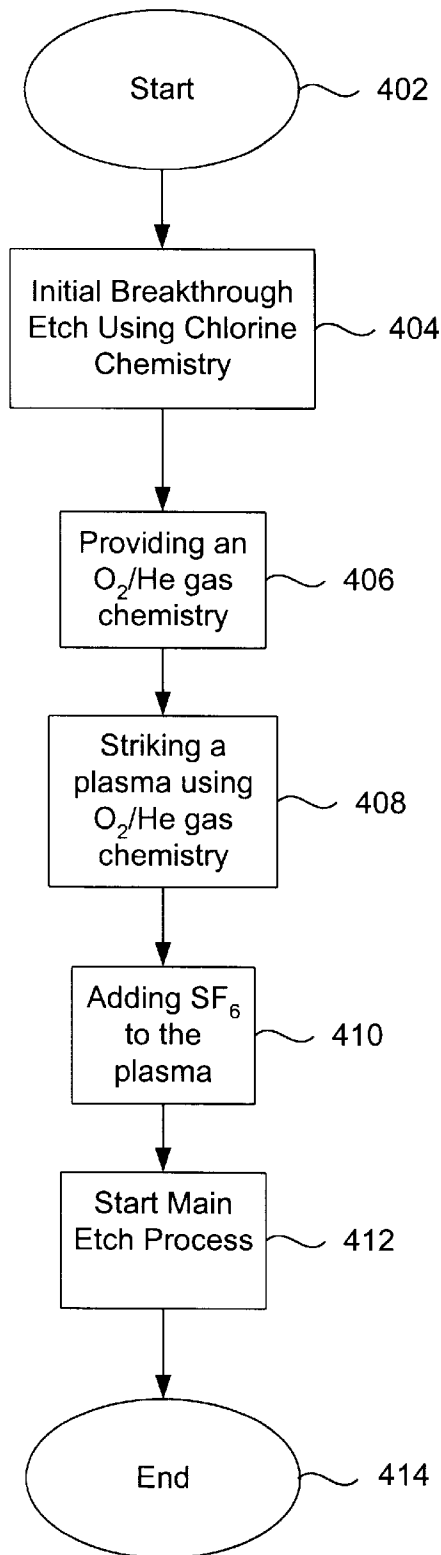 Start
402
Initial Breakthrough
Etch Using Chlorine
Chemistry
404
Providing an
O₂/He gas
chemistry
406
Striking a
plasma using
O₂/He gas
chemistry
408
Adding SF₆
to the
plasma
410
Start Main
Etch Process
412
End
414